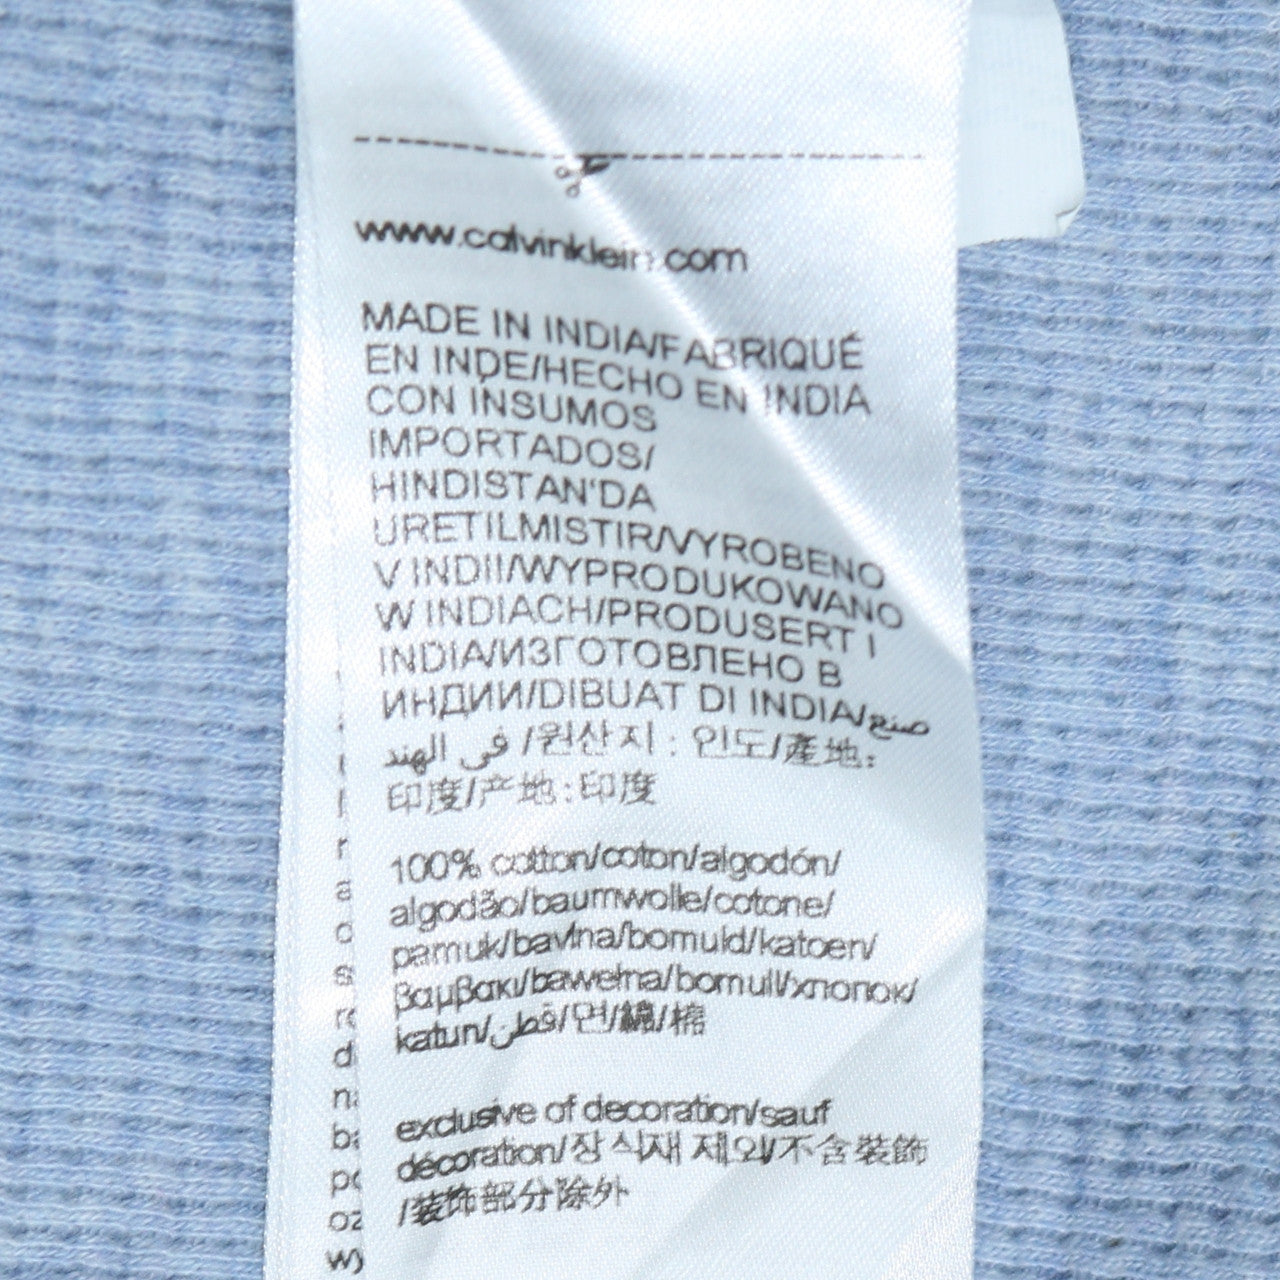 www.calvinklein.com
MADE IN INDIA/FABRIQUÉ
EN INDE/HECHO EN INDIA
CON INSUMOS
IMPORTADOS/
HINDISTAN'DA
URETILMISTIR/VYROBENO
V INDII/WYPRODUKOWANO
W INDIACH/PRODUSERT I
INDIA/ИЗГОТОВЛЕНО В
ИНДИИ/DIBUAT DI INDIA/صنع
في الهند /원산지 : 인도/產地:
印度/产地:印度
100% cotton/coton/algodón/
algodão/baumwolle/cotone/
pamuk/bavlna/bomuld/katoen/
βαμβακι/bawełna/bomull/хлопок/
katun/قطن/면/綿/棉
exclusive of decoration/sauf
décoration/장식재 제외/不含裝飾
/装饰部分除外